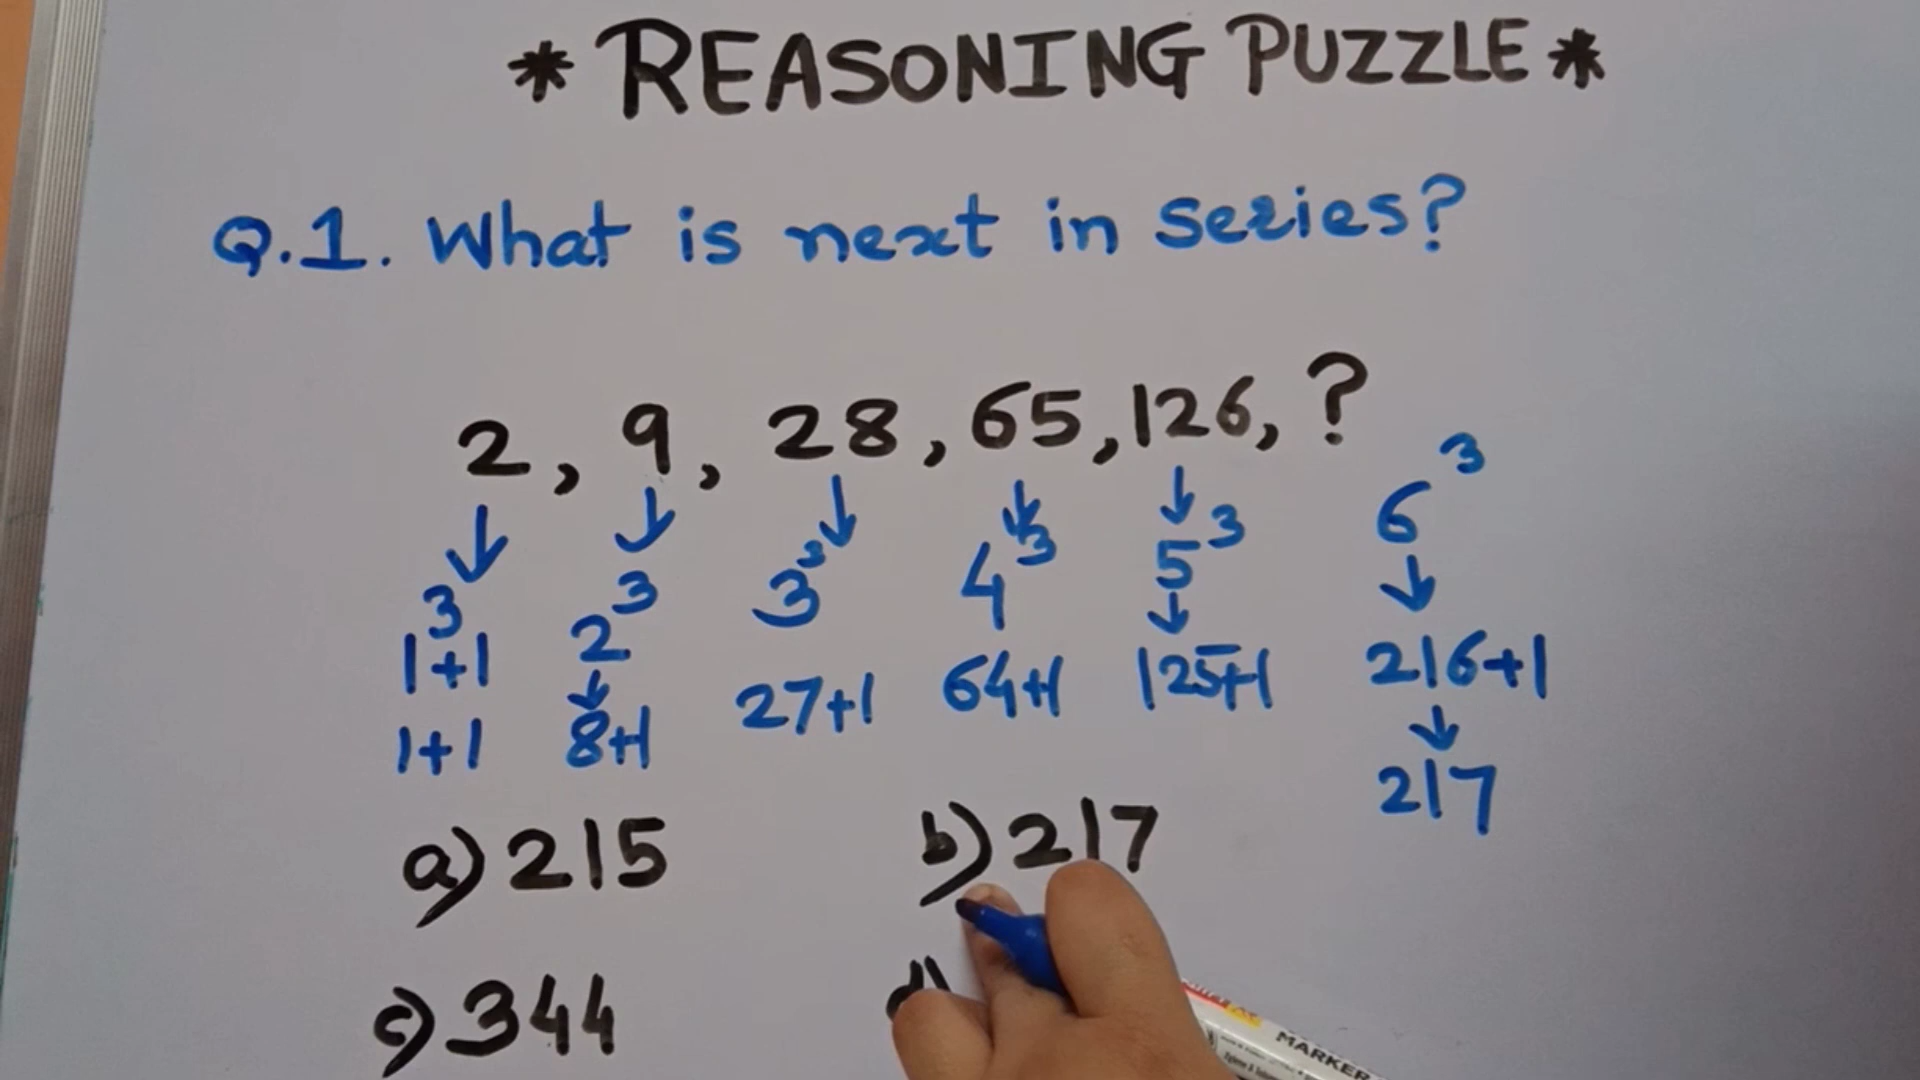 * REASONING PUZZLE *
Q.1. What is next in series?
2, 9, 28, 65, 126, ?
1³+1 2³ 3³ 4³ 5³ 6³
1+1 8+1 27+1 64+1 125+1 216+1
217
a) 215 b) 217
c) 344 d)
MARKER